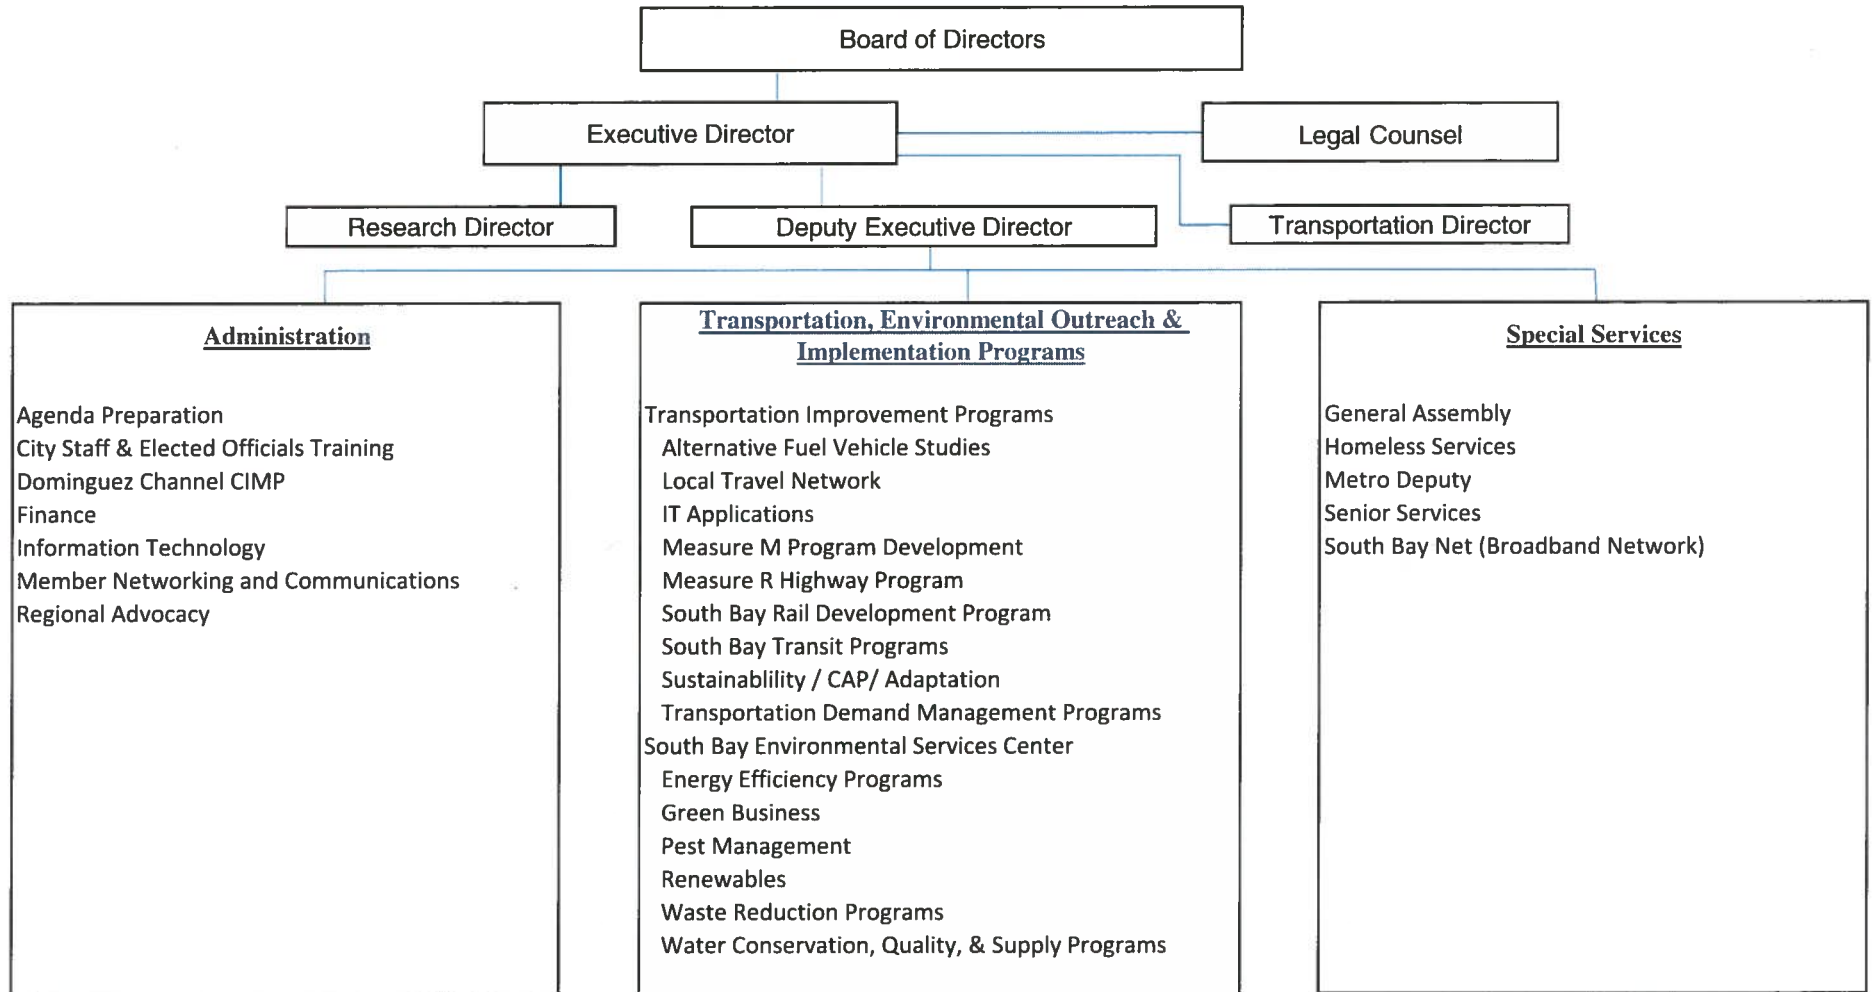 Board of Directors
Executive Director
Legal Counsel
Research Director
Deputy Executive Director
Transportation Director
Administration
Agenda Preparation
City Staff & Elected Officials Training
Dominguez Channel CIMP
Finance
Information Technology
Member Networking and Communications
Regional Advocacy
Transportation, Environmental Outreach &
Implementation Programs
Transportation Improvement Programs
Alternative Fuel Vehicle Studies
Local Travel Network
IT Applications
Measure M Program Development
Measure R Highway Program
South Bay Rail Development Program
South Bay Transit Programs
Sustainablility / CAP/ Adaptation
Transportation Demand Management Programs
South Bay Environmental Services Center
Energy Efficiency Programs
Green Business
Pest Management
Renewables
Waste Reduction Programs
Water Conservation, Quality, & Supply Programs
Special Services
General Assembly
Homeless Services
Metro Deputy
Senior Services
South Bay Net (Broadband Network)